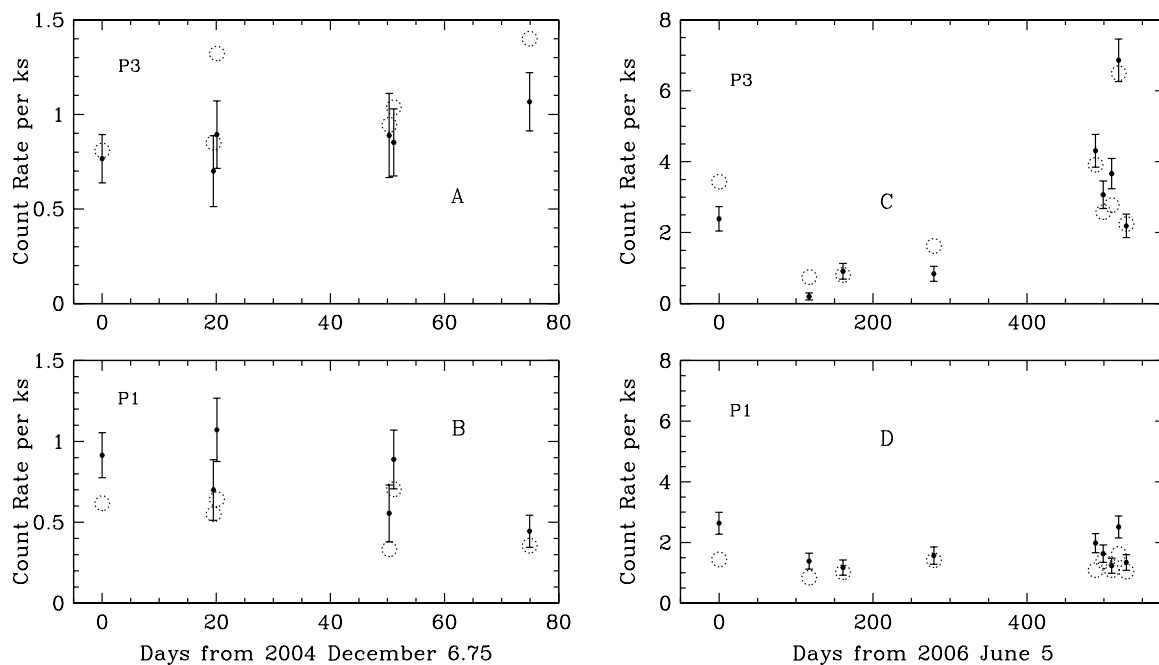 1.5
1
0.5
0
Count Rate per ks
P3
A
0 20 40 60 80
8
6
4
2
0
Count Rate per ks
P3
C
0 200 400
1.5
1
0.5
0
Count Rate per ks
P1
B
0 20 40 60 80
Days from 2004 December 6.75
8
6
4
2
0
Count Rate per ks
P1
D
0 200 400
Days from 2006 June 5